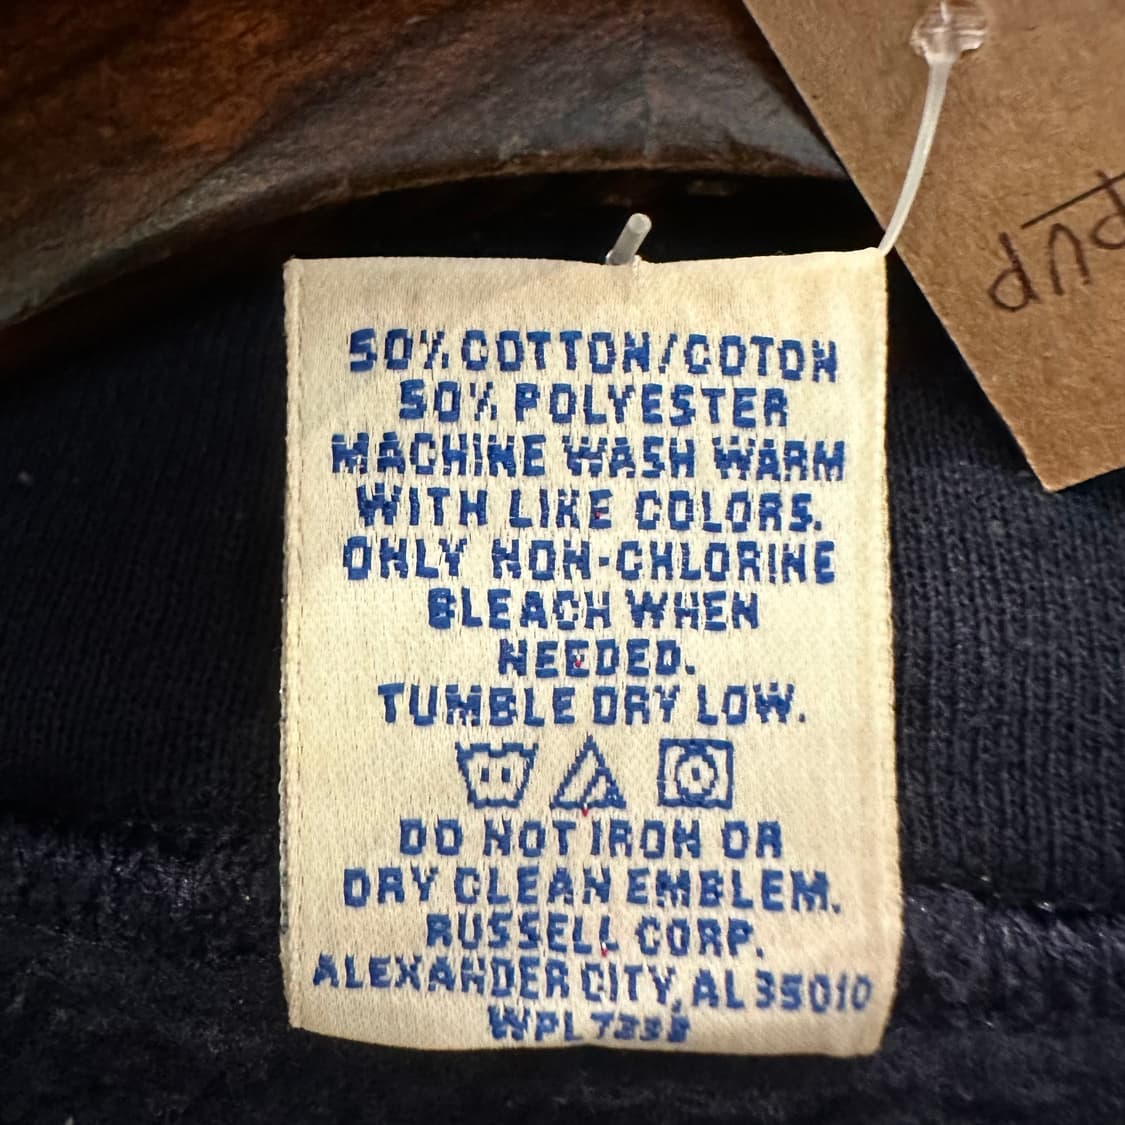 50% COTTON/COTON
50% POLYESTER
MACHINE WASH WARM
WITH LIKE COLORS.
ONLY NON-CHLORINE
BLEACH WHEN
NEEDED.
TUMBLE DRY LOW.
DO NOT IRON OR
DRY CLEAN EMBLEM.
RUSSELL CORP.
ALEXANDER CITY, AL 35010
WPL